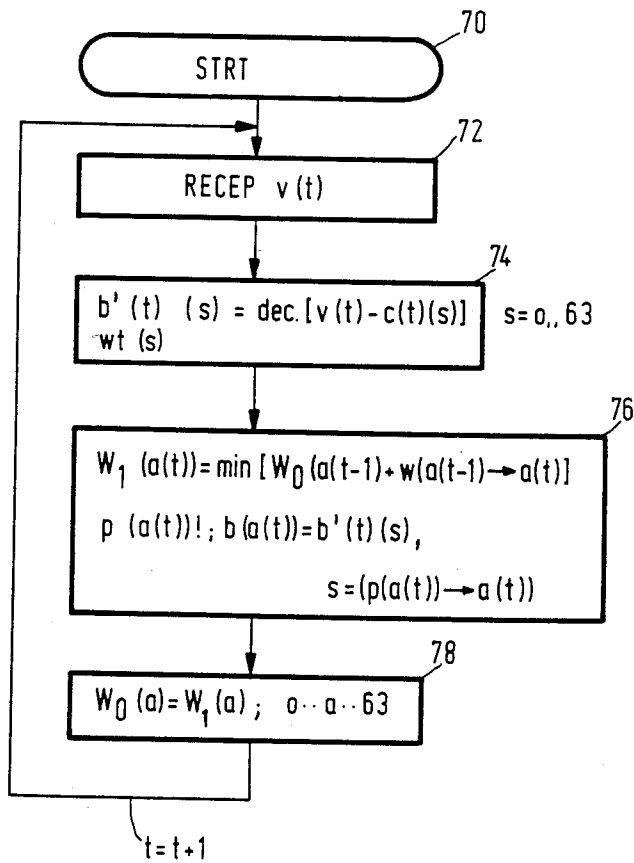 70
STRT
72
RECEP v(t)
74
b' (t) (s) = dec. [v(t)-c(t)(s)] s=o,, 63
wt (s)
76
W₁ (a(t))=min [W₀(a(t-1)+w(a(t-1)→a(t)]
p (a(t))!; b(a(t))=b'(t)(s),
s=(p(a(t))→a(t))
78
W₀(a)=W₁(a); o··a··63
t=t+1